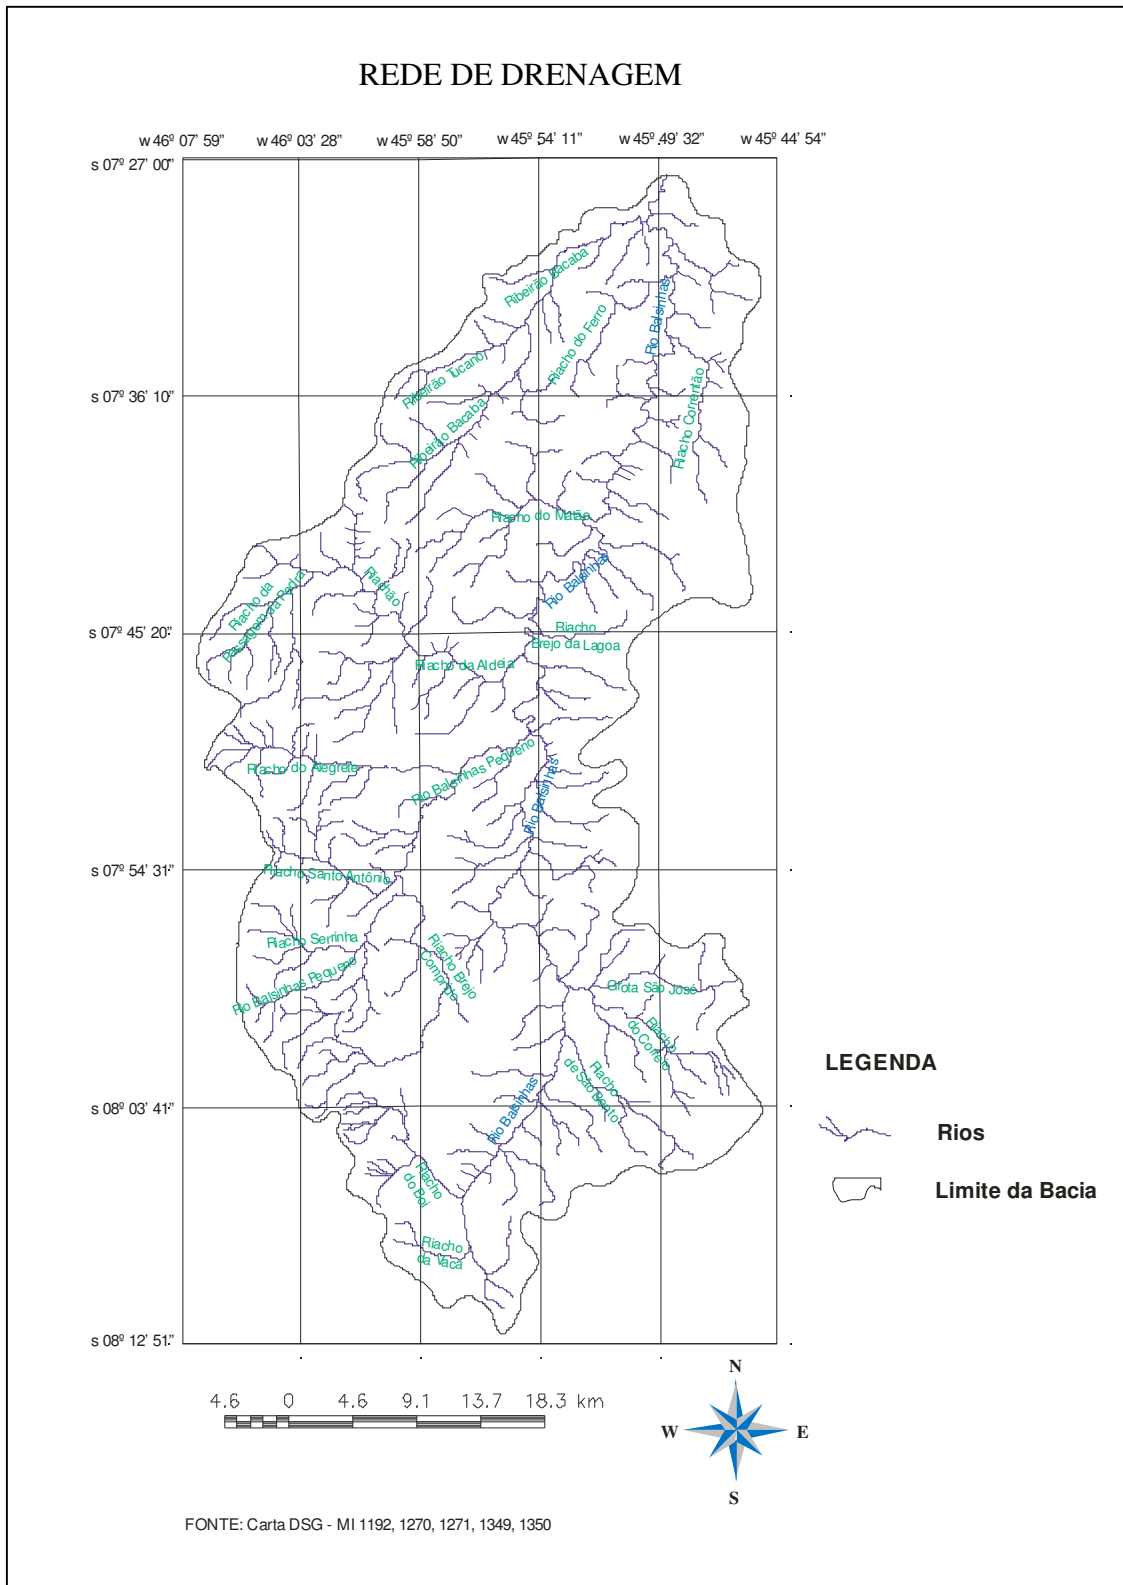 REDE DE DRENAGEM
w 46º 07' 59"
w 46º 03' 28"
w 45º 58' 50"
w 45º 54' 11"
w 45º 49' 32"
w 45º 44' 54"
s 07º 27' 00"
Ribeirão Bacaba
Rio Balsinhas
Riacho do Ferro
Ribeirão Tucano
s 07º 36' 10"
Riacho Correntão
Ribeirão Bacaba
Riacho do Matão
Riachão
Rio Balsinhas
Riacho da
Passagem da Pedra
s 07º 45' 20"
Riacho
Brejo da Lagoa
Riacho da Aldeia
Riacho do Alegrete
Rio Balsinhas Pequeno
Rio Balsinhas
s 07º 54' 31"
Riacho Santo Antônio
Riacho Serrinha
Riacho Brejo
Comprido
Rio Balsinhas Pequeno
Grota São José
Riacho
do Correio
Riacho
de São Bento
s 08º 03' 41"
Rio Balsinhas
Riacho
do Boi
Riacho
da Vaca
s 08º 12' 51"
LEGENDA
Rios
Limite da Bacia
4.6 0 4.6 9.1 13.7 18.3 km
N
W E
S
FONTE: Carta DSG - MI 1192, 1270, 1271, 1349, 1350